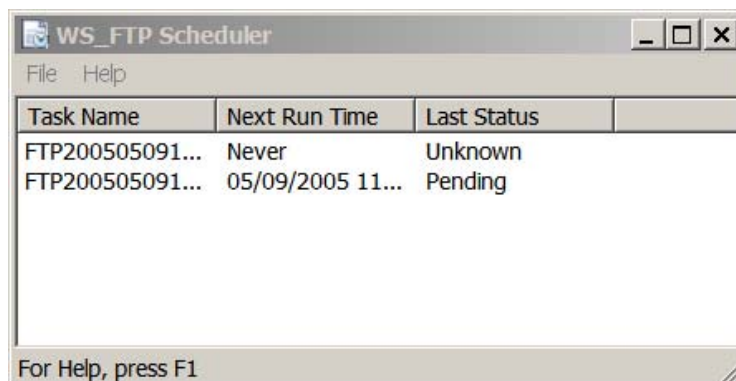 WS_FTP Scheduler
File Help
Task Name Next Run Time Last Status
FTP200505091... Never Unknown
FTP200505091... 05/09/2005 11... Pending
For Help, press F1